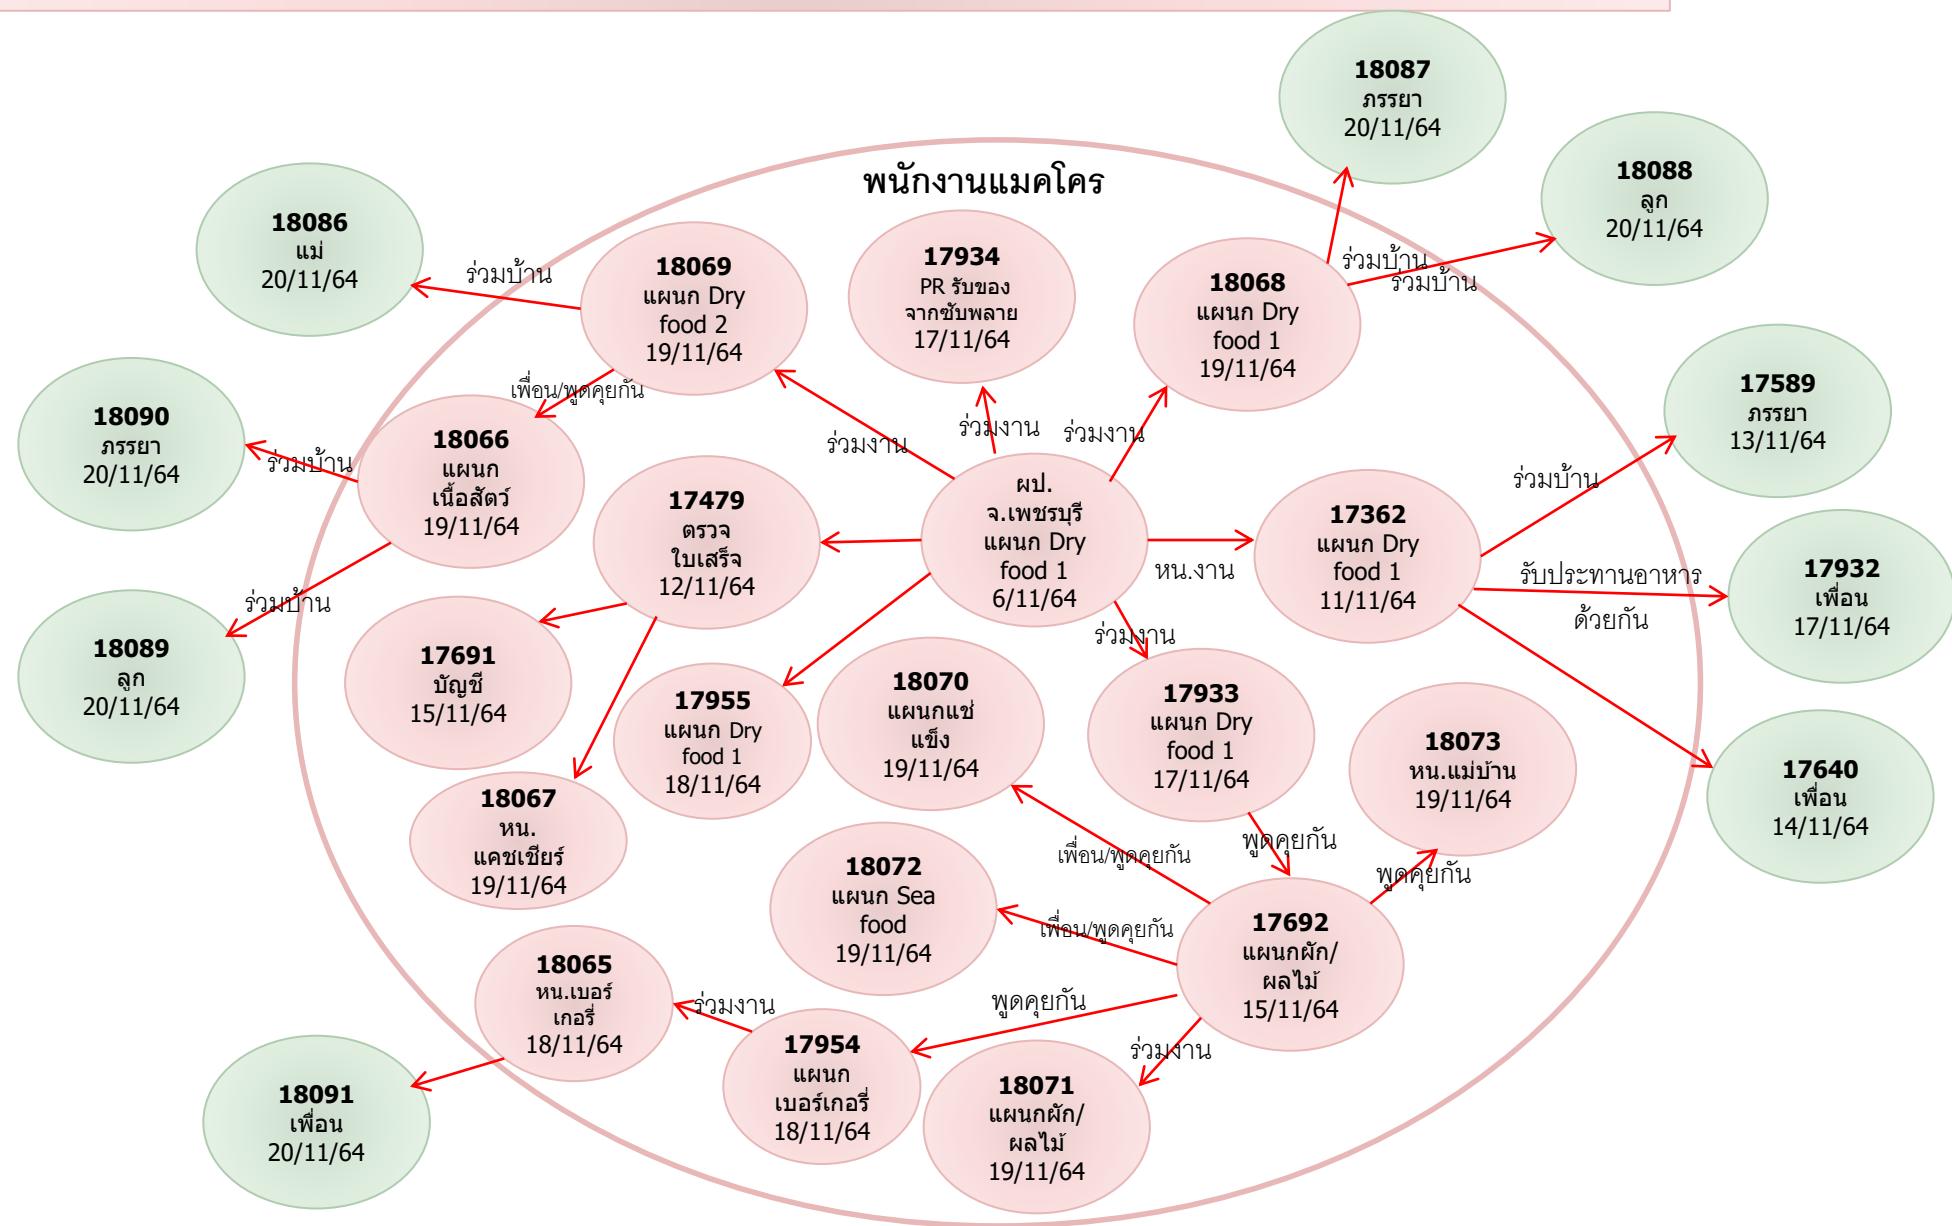 18087
ภรรยา
20/11/64
18088
ลูก
20/11/64
พนักงานแมคโคร
18086
แม่
20/11/64
ร่วมบ้าน
18069
แผนก Dry
food 2
19/11/64
17934
PR รับของ
จากซับพลาย
17/11/64
18068
แผนก Dry
food 1
19/11/64
ร่วมบ้าน
ร่วมบ้าน
17589
ภรรยา
13/11/64
เพื่อน/พูดคุยกัน
18090
ภรรยา
20/11/64
ร่วมบ้าน
18066
แผนก
เนื้อสัตว์
19/11/64
ร่วมงาน
ร่วมงาน
ร่วมงาน
17479
ตรวจ
ใบเสร็จ
12/11/64
ผป.
จ.เพชรบุรี
แผนก Dry
food 1
6/11/64
หน.งาน
17362
แผนก Dry
food 1
11/11/64
ร่วมบ้าน
รับประทานอาหาร
ด้วยกัน
17932
เพื่อน
17/11/64
ร่วมบ้าน
18089
ลูก
20/11/64
17691
บัญชี
15/11/64
17955
แผนก Dry
food 1
18/11/64
18070
แผนกแช่
แข็ง
19/11/64
ร่วมงาน
17933
แผนก Dry
food 1
17/11/64
18073
หน.แม่บ้าน
19/11/64
17640
เพื่อน
14/11/64
18067
หน.
แคชเชียร์
19/11/64
18072
แผนก Sea
food
19/11/64
เพื่อน/พูดคุยกัน
พูดคุยกัน
พูดคุยกัน
เพื่อน/พูดคุยกัน
17692
แผนกผัก/
ผลไม้
15/11/64
18065
หน.เบอร์
เกอรี่
18/11/64
ร่วมงาน
พูดคุยกัน
17954
แผนก
เบอร์เกอรี่
18/11/64
ร่วมงาน
18071
แผนกผัก/
ผลไม้
19/11/64
18091
เพื่อน
20/11/64